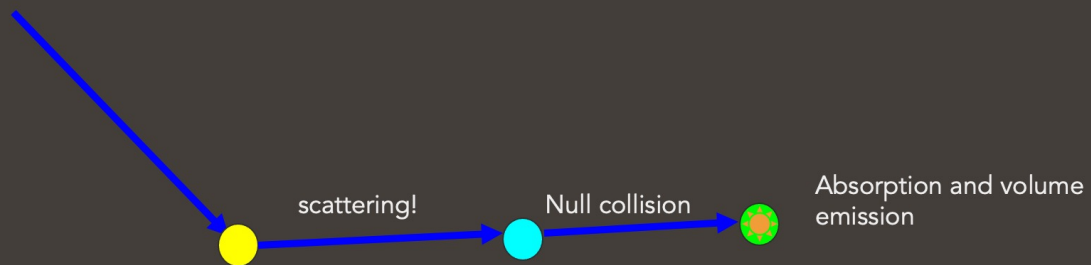 scattering!
Null collision
Absorption and volume
emission